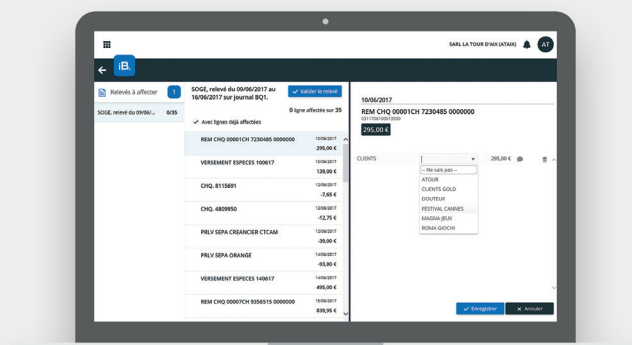 SARL LA TOUR D'AIX (ATAIX)
AT
iB.
Relevés à affecter
1
SOGE, relevé du 09/06/... 0/35
SOGE, relevé du 09/06/2017 au
16/06/2017 sur journal BQ1.
Valider le relevé
0 ligne affectée sur 35
Avec lignes déjà affectées
REM CHQ 00001CH 7230485 0000000 10/06/2017
295,00 €
VERSEMENT ESPECES 100617 10/06/2017
139,00 €
CHQ. 8115691 12/06/2017
-7,65 €
CHQ. 4809950 12/06/2017
-12,75 €
PRLV SEPA CREANCIER CTCAM 12/06/2017
-39,00 €
PRLV SEPA ORANGE 14/06/2017
-93,80 €
VERSEMENT ESPECES 140617 14/06/2017
495,00 €
REM CHQ 00007CH 9356515 0000000 15/06/2017
839,95 €
10/06/2017
REM CHQ 00001CH 7230485 0000000
295,00 €
CLIENTS
295,00 €
-- Ne sais pas --
ATOUR
CLIENTS GOLD
DOUTEUX
FESTIVAL CANNES
MAGNA JEUX
ROMA GIOCHI
Enregistrer
Annuler